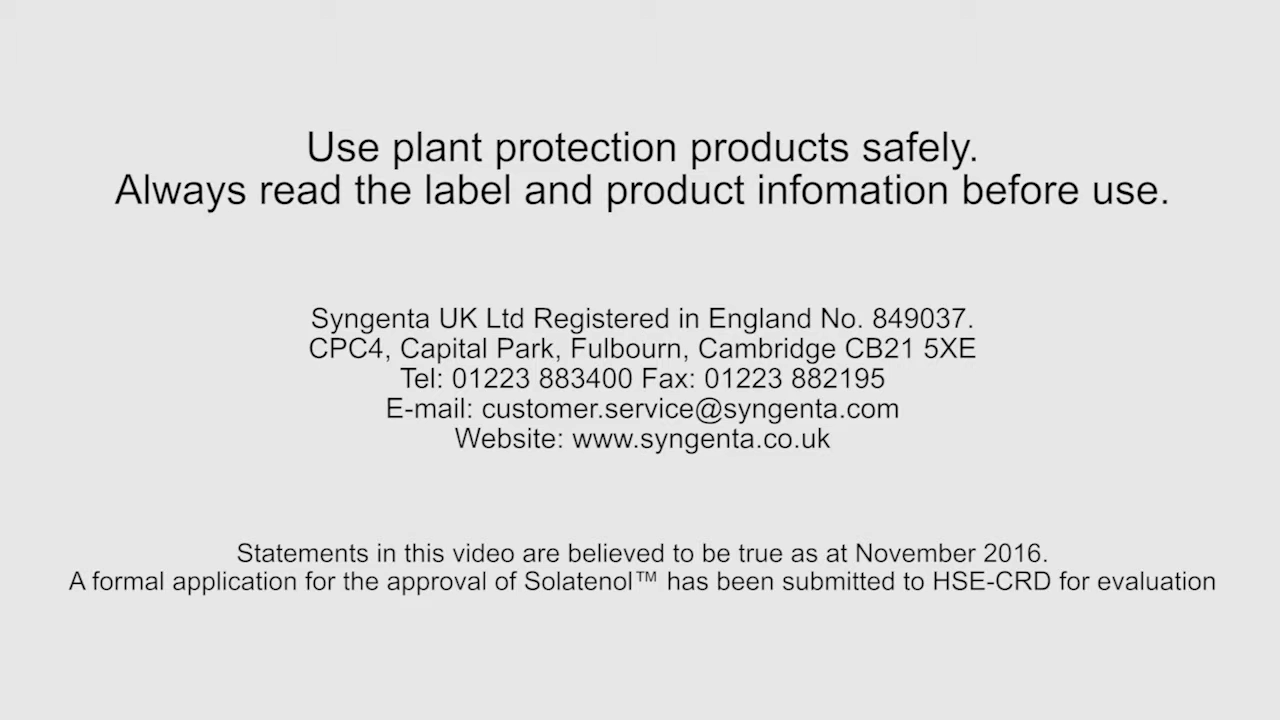 Use plant protection products safely.
Always read the label and product infomation before use.
Syngenta UK Ltd Registered in England No. 849037.
CPC4, Capital Park, Fulbourn, Cambridge CB21 5XE
Tel: 01223 883400 Fax: 01223 882195
E-mail: customer.service@syngenta.com
Website: www.syngenta.co.uk
Statements in this video are believed to be true as at November 2016.
A formal application for the approval of Solatenol™ has been submitted to HSE-CRD for evaluation